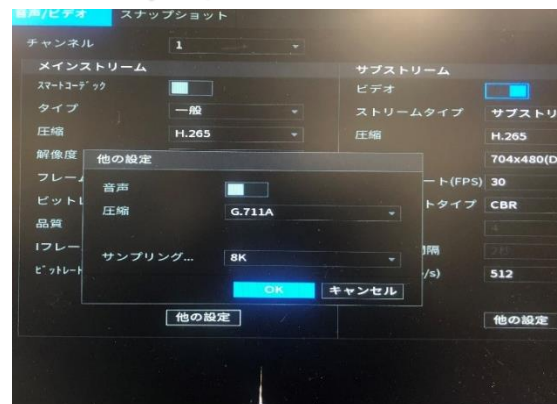 音声/ビデオ スナップショット
チャンネル 1
メインストリーム サブストリーム
スマートコーデック ビデオ
タイプ 一般 ストリームタイプ サブストリ
圧縮 H.265 圧縮 H.265
解像度 704x480(D
他の設定
フレーム ート(FPS) 30
音声
ビットレ トタイプ CBR
圧縮 G.711A
品質 4
Iフレー 間隔
サンプリング... 8K
ビットレート /s) 512
OK キャンセル
他の設定 他の設定